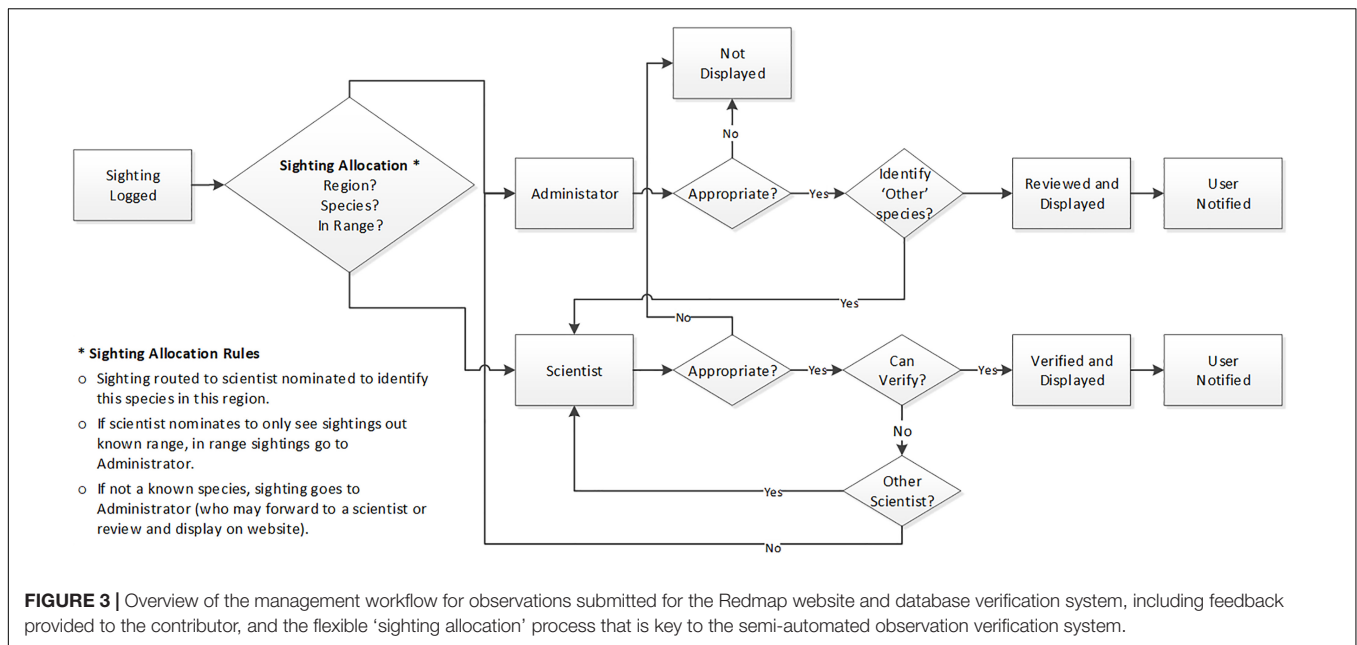 Not
Displayed
No
Sighting
Logged
Sighting Allocation *
Region?
Species?
In Range?
Administator
Appropriate?
Yes
Identify
‘Other’
species?
Reviewed and
Displayed
User
Notified
Yes
No
Scientist
Appropriate?
Yes
Can
Verify?
Yes
Verified and
Displayed
User
Notified
No
Other
Scientist?
Yes
No
* Sighting Allocation Rules
o Sighting routed to scientist nominated to identify
this species in this region.
o If scientist nominates to only see sightings out
known range, in range sightings go to
Administrator.
o If not a known species, sighting goes to
Administrator (who may forward to a scientist or
review and display on website).
FIGURE 3 | Overview of the management workflow for observations submitted for the Redmap website and database verification system, including feedback
provided to the contributor, and the flexible ‘sighting allocation’ process that is key to the semi-automated observation verification system.